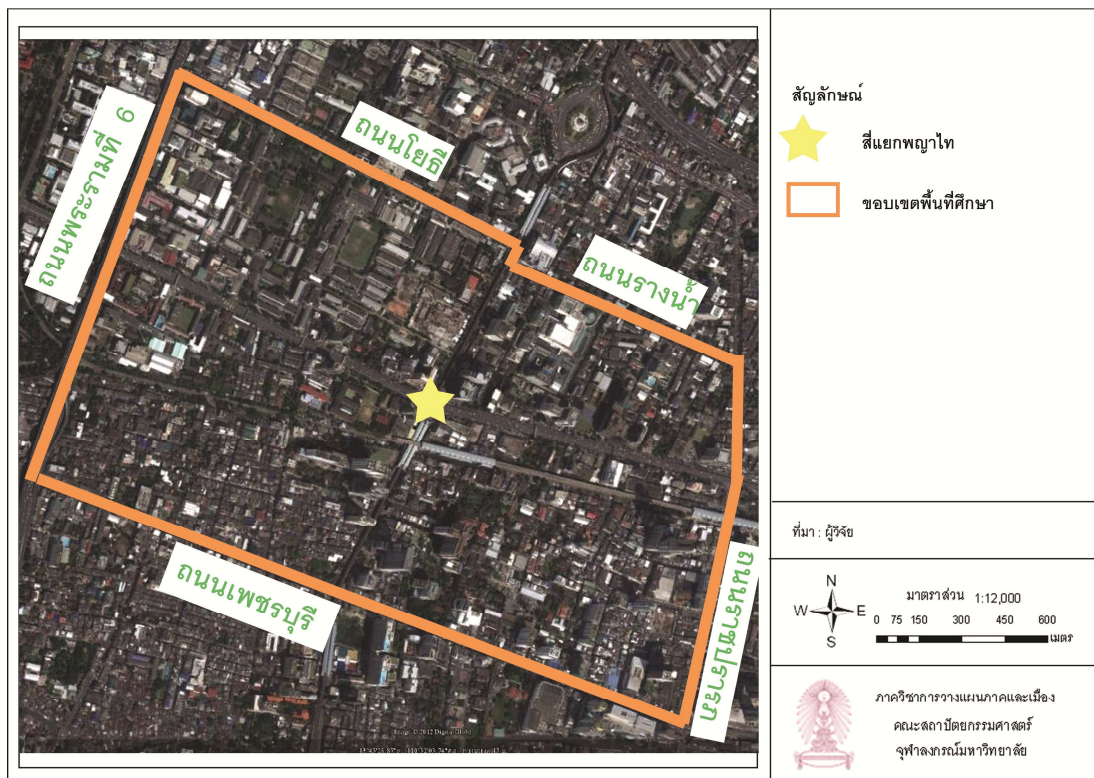 ถนนพระรามที่ 6
ถนนโยธี
ถนนรางน้ำ
ถนนเพชรบุรี
ถนนราชปรารภ
Image © 2012 DigitalGlobe
สัญลักษณ์
สี่แยกพญาไท
ขอบเขตพื้นที่ศึกษา
ที่มา : ผู้วิจัย
N
W E
S
มาตราส่วน 1:12,000
0 75 150 300 450 600
เมตร
ภาควิชาการวางแผนภาคและเมือง
คณะสถาปัตยกรรมศาสตร์
จุฬาลงกรณ์มหาวิทยาลัย